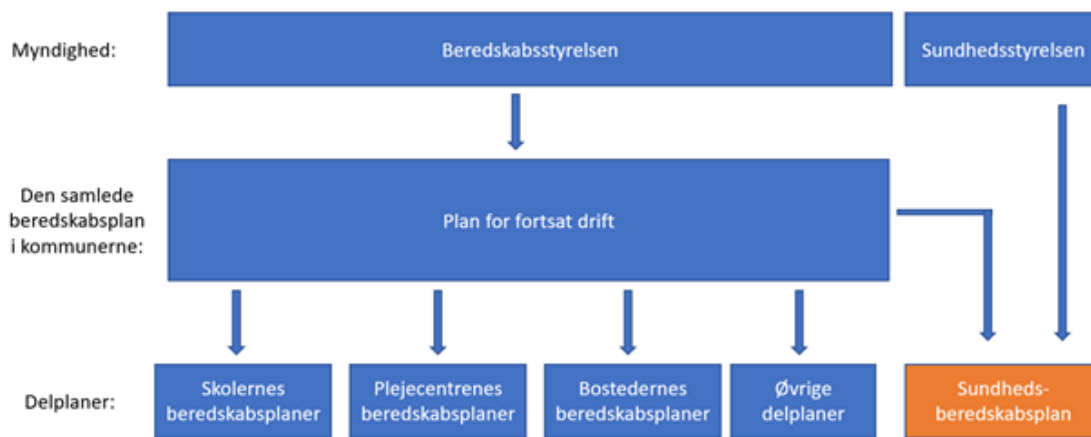 Myndighed:
Beredskabsstyrelsen
Sundhedsstyrelsen
Den samlede
beredskabsplan
i kommunerne:
Plan for fortsat drift
Delplaner:
Skolernes
beredskabsplaner
Plejecentrenes
beredskabsplaner
Bostedernes
beredskabsplaner
Øvrige
delplaner
Sundheds-
beredskabsplan